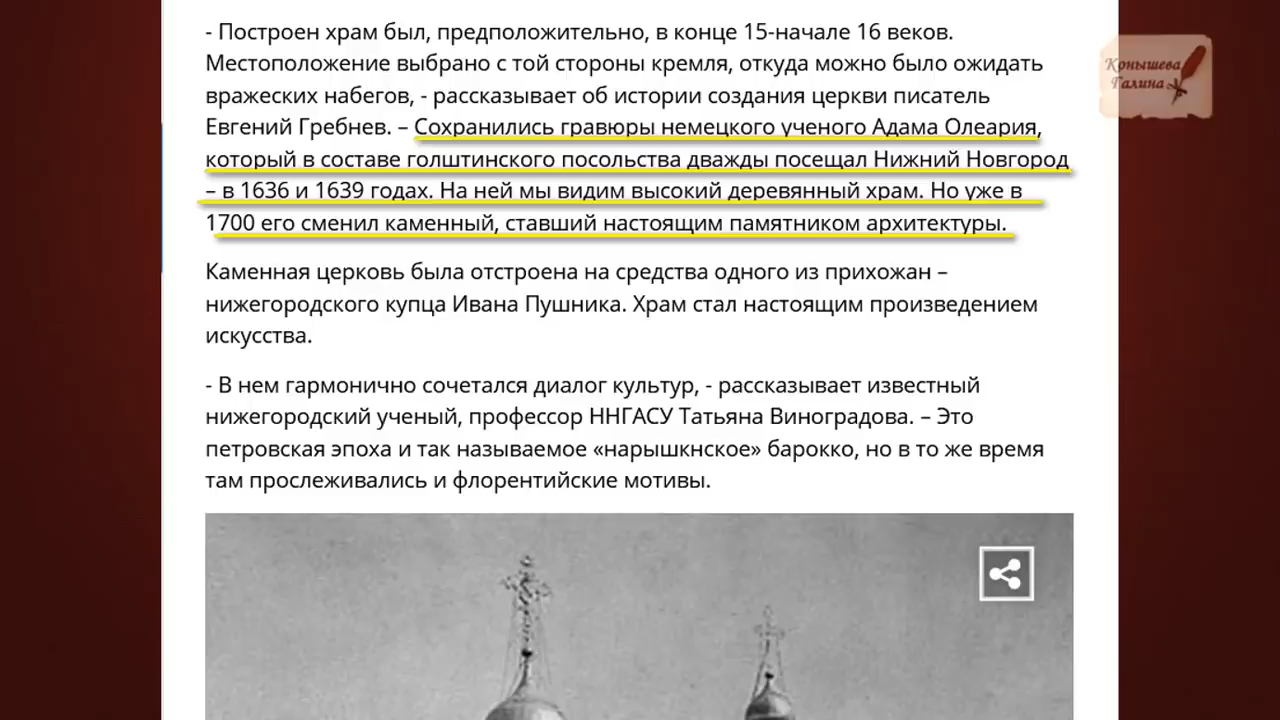 - Построен храм был, предположительно, в конце 15-начале 16 веков.
Местоположение выбрано с той стороны кремля, откуда можно было ожидать
вражеских набегов, - рассказывает об истории создания церкви писатель
Евгений Гребнев. – Сохранились гравюры немецкого ученого Адама Олеария,
который в составе голштинского посольства дважды посещал Нижний Новгород
– в 1636 и 1639 годах. На ней мы видим высокий деревянный храм. Но уже в
1700 его сменил каменный, ставший настоящим памятником архитектуры.
Каменная церковь была отстроена на средства одного из прихожан –
нижегородского купца Ивана Пушника. Храм стал настоящим произведением
искусства.
- В нем гармонично сочетался диалог культур, - рассказывает известный
нижегородский ученый, профессор ННГАСУ Татьяна Виноградова. – Это
петровская эпоха и так называемое «нарышкнское» барокко, но в то же время
там прослеживались и флорентийские мотивы.
Конышева
Галина